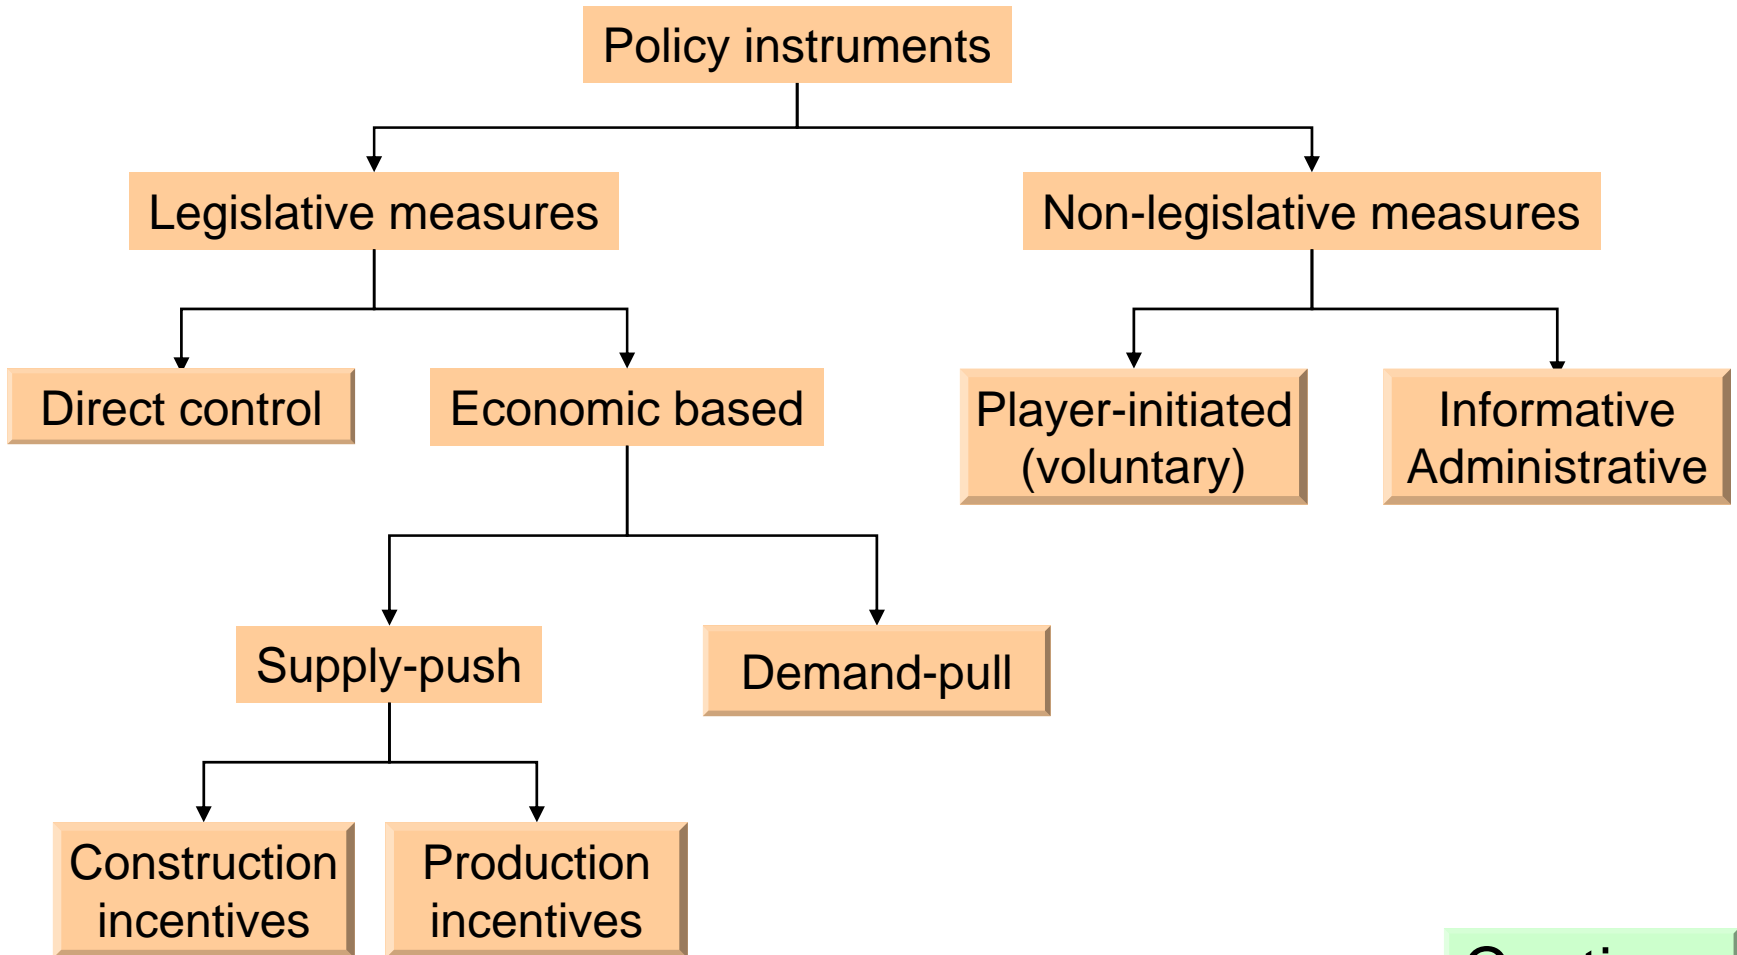 Policy instruments
Legislative measures
Non-legislative measures
Direct control
Economic based
Player-initiated
(voluntary)
Informative
Administrative
Supply-push
Demand-pull
Construction
incentives
Production
incentives